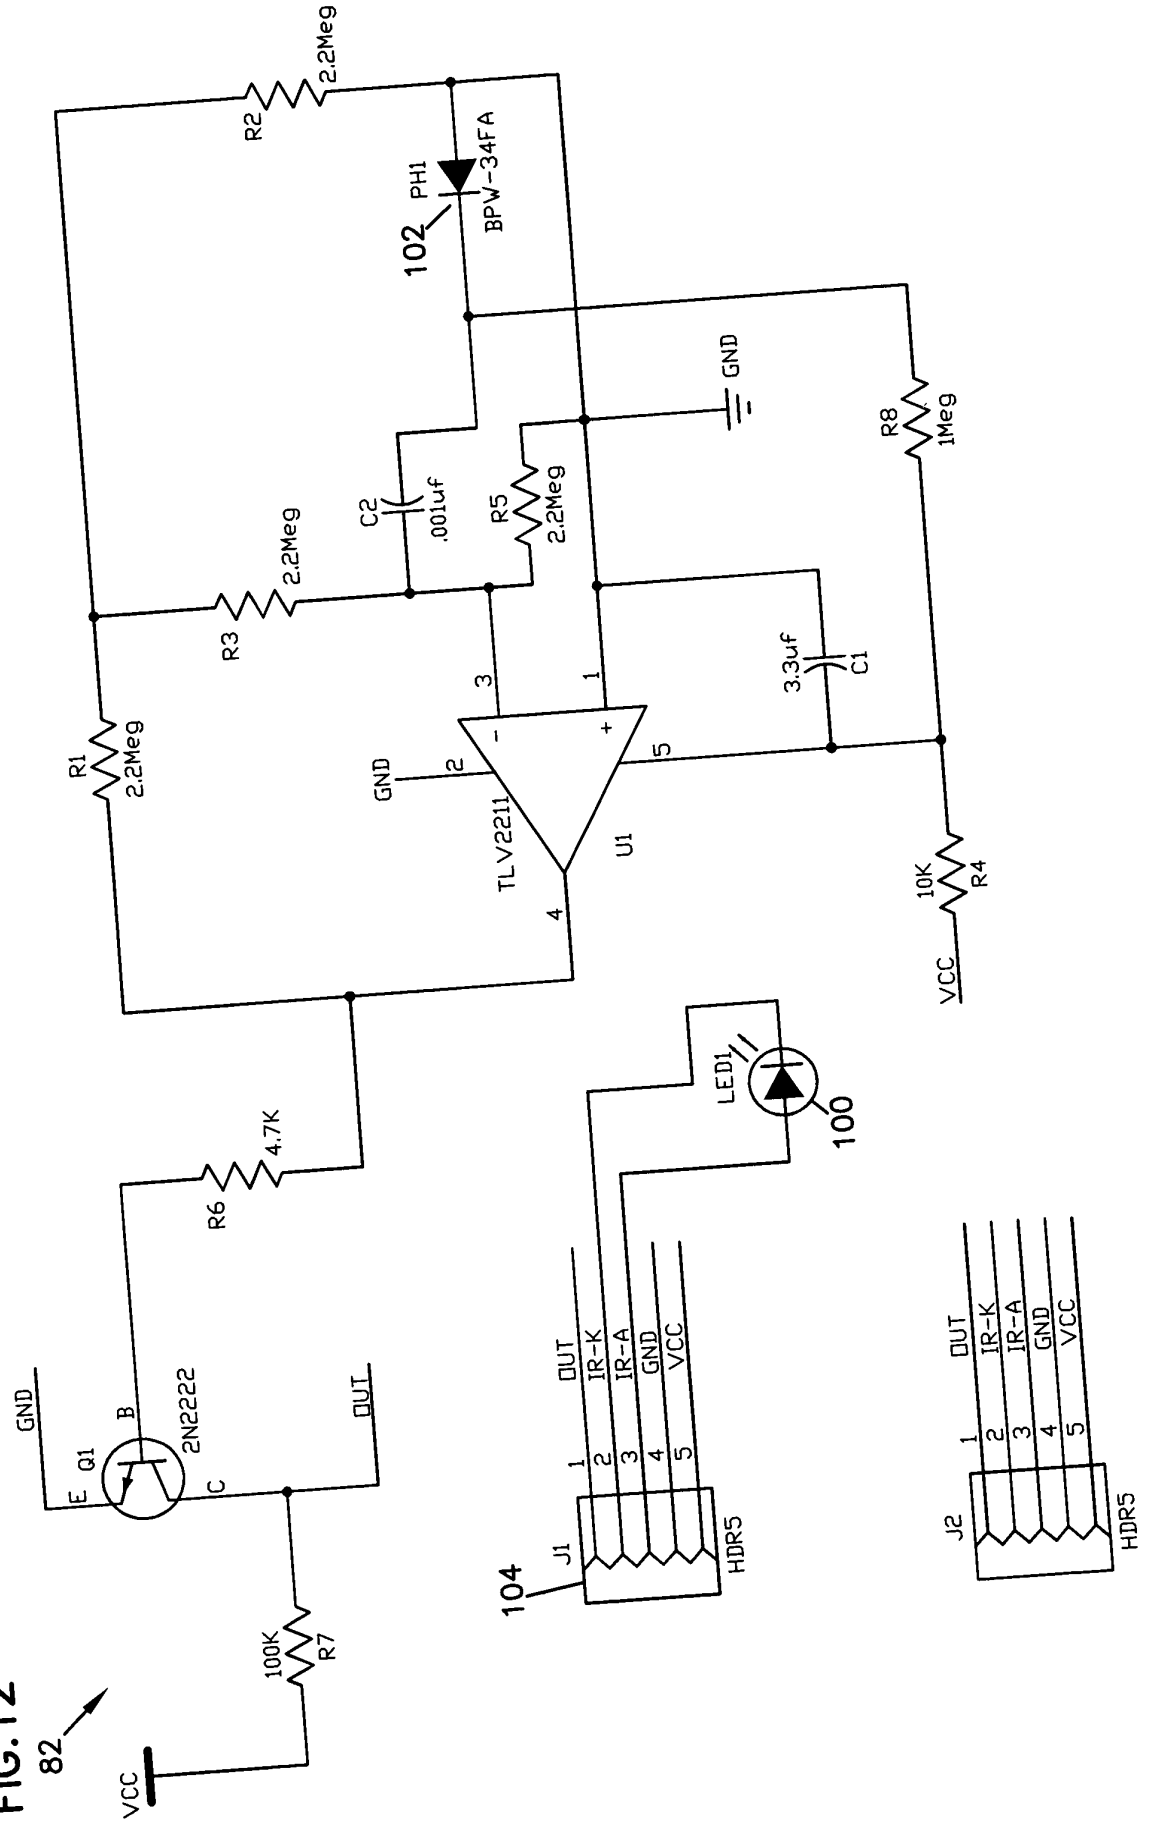 FIG.12
82
VCC
100K
R7
GND
E
Q1
B
2N2222
C
OUT
R6
4.7K
R1
2.2Meg
R3
2.2Meg
R2
2.2Meg
C2
.001uf
R5
2.2Meg
102
PH1
BPW-34FA
GND
GND
2
3
-
1
+
4
5
TLV2211
U1
3.3uf
C1
R8
1Meg
10K
R4
VCC
104
J1
HDR5
1
OUT
2
IR-K
3
IR-A
4
GND
5
VCC
LED1
100
J2
HDR5
1
OUT
2
IR-K
3
IR-A
4
GND
5
VCC